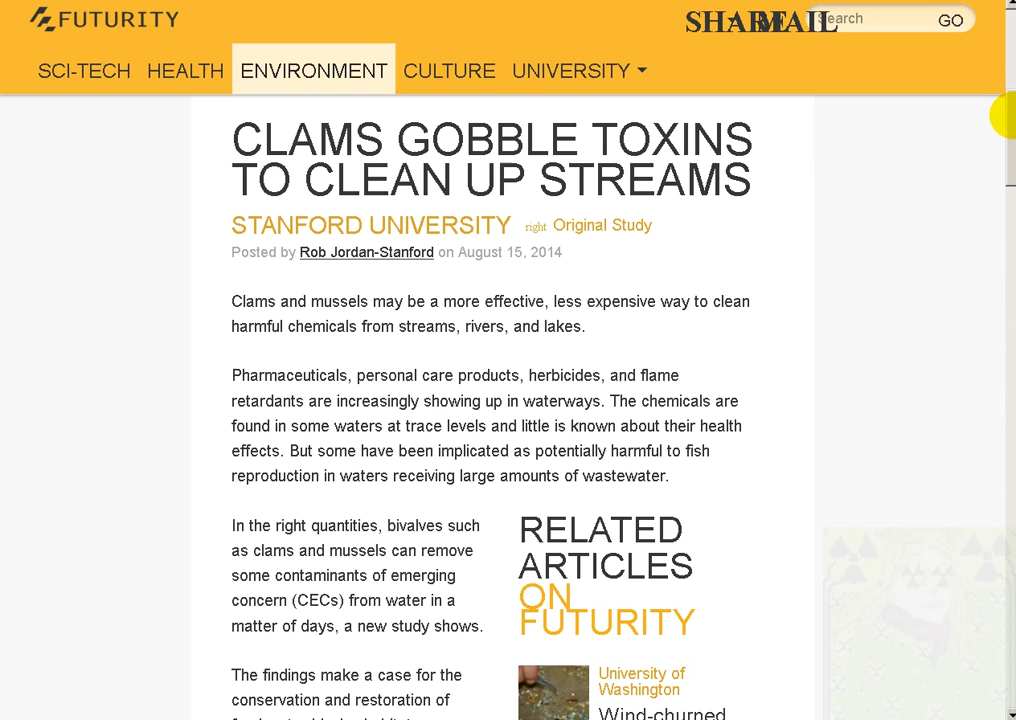 FUTURITY
SHARE
EMAIL
Search
GO
SCI-TECH HEALTH ENVIRONMENT CULTURE UNIVERSITY
CLAMS GOBBLE TOXINS
TO CLEAN UP STREAMS
STANFORD UNIVERSITY right Original Study
Posted by Rob Jordan-Stanford on August 15, 2014
Clams and mussels may be a more effective, less expensive way to clean
harmful chemicals from streams, rivers, and lakes.
Pharmaceuticals, personal care products, herbicides, and flame
retardants are increasingly showing up in waterways. The chemicals are
found in some waters at trace levels and little is known about their health
effects. But some have been implicated as potentially harmful to fish
reproduction in waters receiving large amounts of wastewater.
In the right quantities, bivalves such
as clams and mussels can remove
some contaminants of emerging
concern (CECs) from water in a
matter of days, a new study shows.
The findings make a case for the
conservation and restoration of
RELATED
ARTICLES
ON
FUTURITY
University of
Washington
Wind-churned